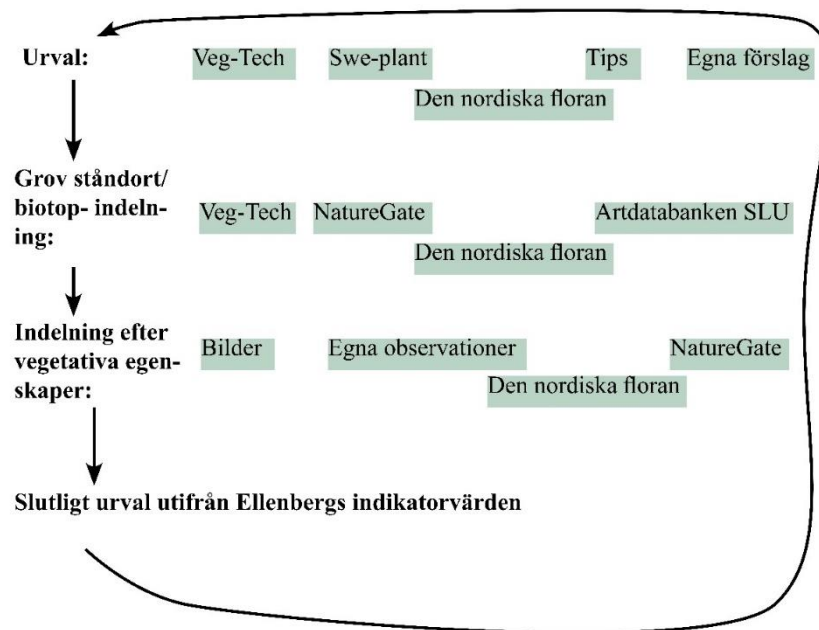 Urval:
Veg-Tech
Swe-plant
Tips
Egna förslag
Den nordiska floran
Grov ståndort/
biotop- indeln-
ing:
Veg-Tech
NatureGate
Artdatabanken SLU
Den nordiska floran
Indelning efter
vegetativa egen-
skaper:
Bilder
Egna observationer
NatureGate
Den nordiska floran
Slutligt urval utifrån Ellenbergs indikatorvärden